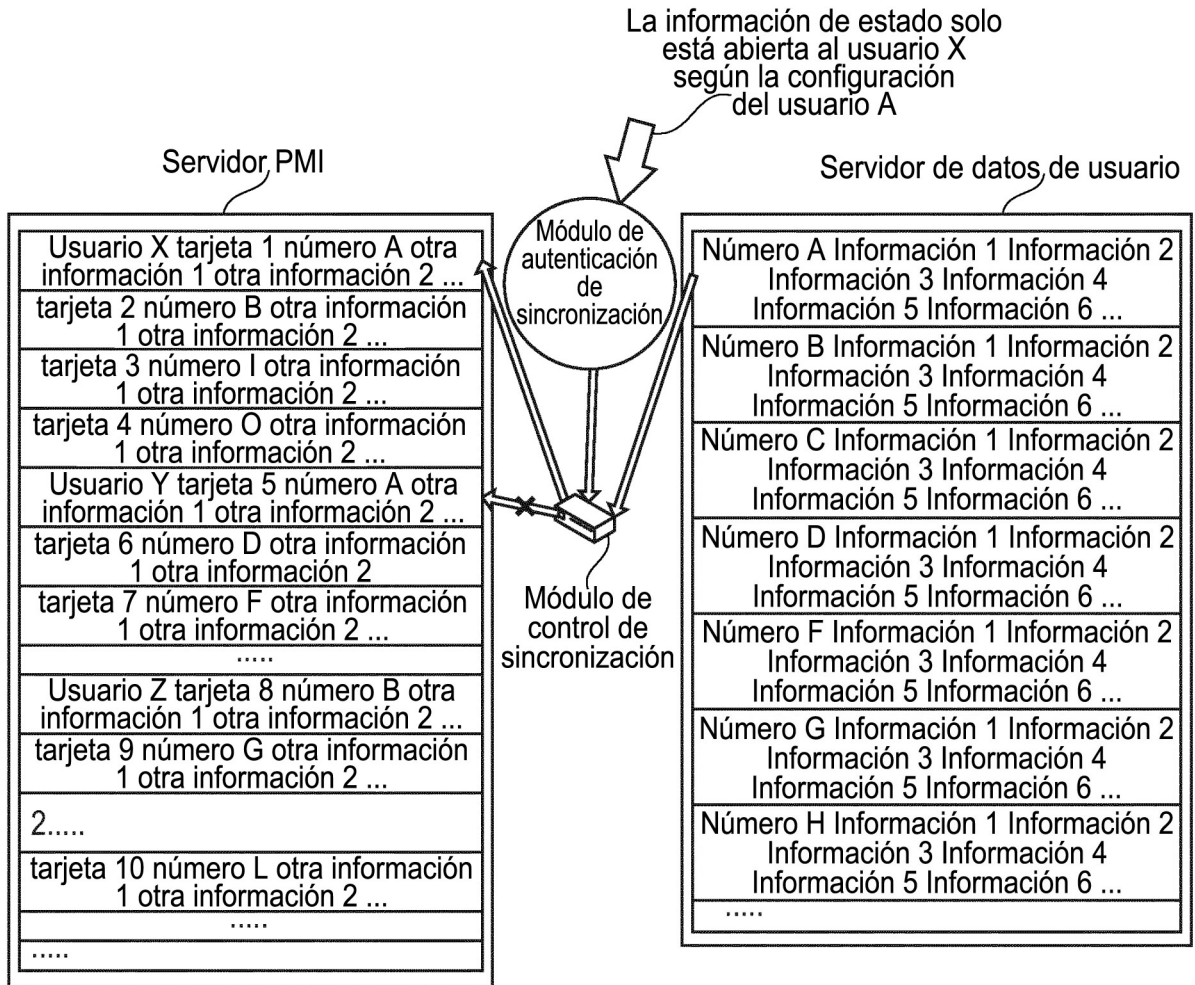 La información de estado solo
está abierta al usuario X
según la configuración
del usuario A
Servidor PMI
Usuario X tarjeta 1 número A otra
información 1 otra información 2 ...
tarjeta 2 número B otra información
1 otra información 2 ...
tarjeta 3 número I otra información
1 otra información 2 ...
tarjeta 4 número O otra información
1 otra información 2 ...
Usuario Y tarjeta 5 número A otra
información 1 otra información 2 ...
tarjeta 6 número D otra información
1 otra información 2
tarjeta 7 número F otra información
1 otra información 2 ...
.....
Usuario Z tarjeta 8 número B otra
información 1 otra información 2 ...
tarjeta 9 número G otra información
1 otra información 2 ...
2.....
tarjeta 10 número L otra información
1 otra información 2 ...
.....
.....
Módulo de
autenticación
de
sincronización
Módulo de
control de
sincronización
Servidor de datos de usuario
Número A Información 1 Información 2
Información 3 Información 4
Información 5 Información 6 ...
Número B Información 1 Información 2
Información 3 Información 4
Información 5 Información 6 ...
Número C Información 1 Información 2
Información 3 Información 4
Información 5 Información 6 ...
Número D Información 1 Información 2
Información 3 Información 4
Información 5 Información 6 ...
Número F Información 1 Información 2
Información 3 Información 4
Información 5 Información 6 ...
Número G Información 1 Información 2
Información 3 Información 4
Información 5 Información 6 ...
Número H Información 1 Información 2
Información 3 Información 4
Información 5 Información 6 ...
.....